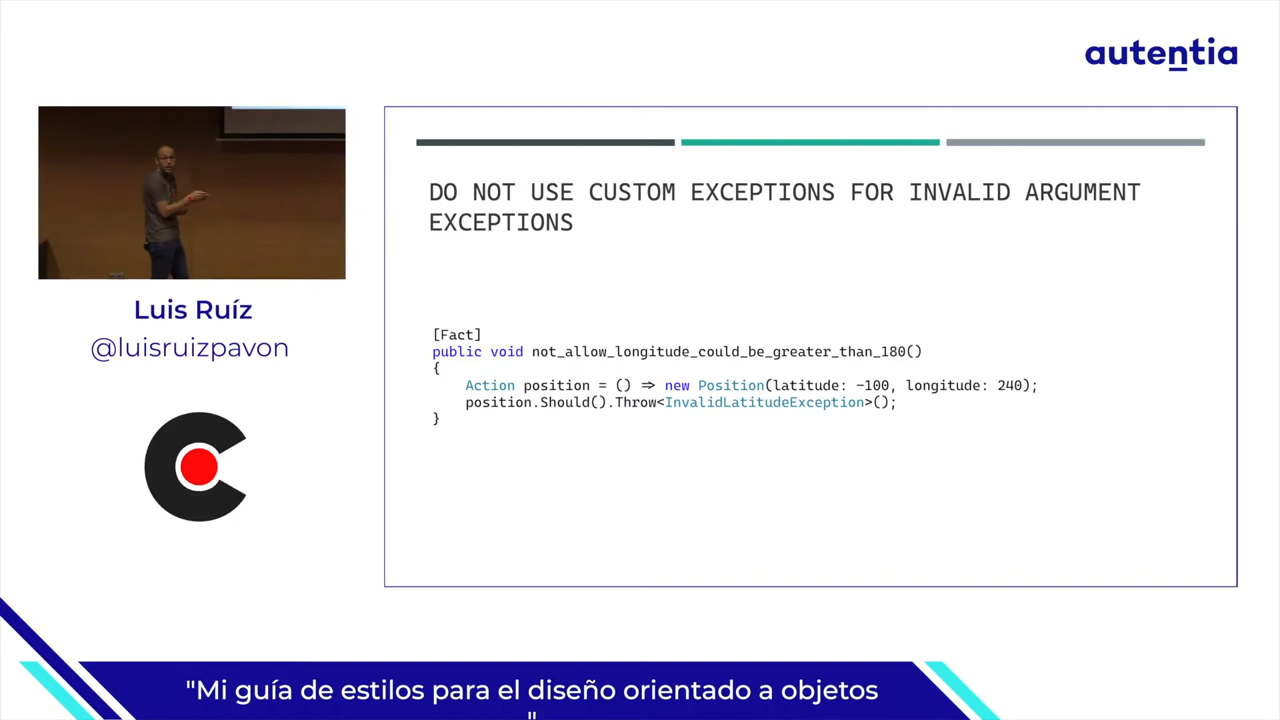 autentia
DO NOT USE CUSTOM EXCEPTIONS FOR INVALID ARGUMENT
EXCEPTIONS
[Fact]
public void not_allow_longitude_could_be_greater_than_180()
{
    Action position = () => new Position(latitude: -100, longitude: 240);
    position.Should().Throw<InvalidLatitudeException>();
}
Luis Ruíz
@luisruizpavon
"Mi guía de estilos para el diseño orientado a objetos
"